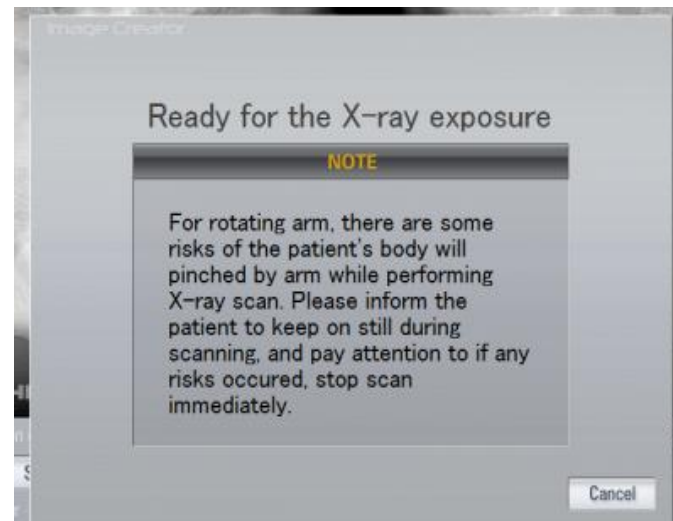 Image Creator
Ready for the X-ray exposure
NOTE
For rotating arm, there are some
risks of the patient's body will
pinched by arm while performing
X-ray scan. Please inform the
patient to keep on still during
scanning, and pay attention to if any
risks occured, stop scan
immediately.
Cancel